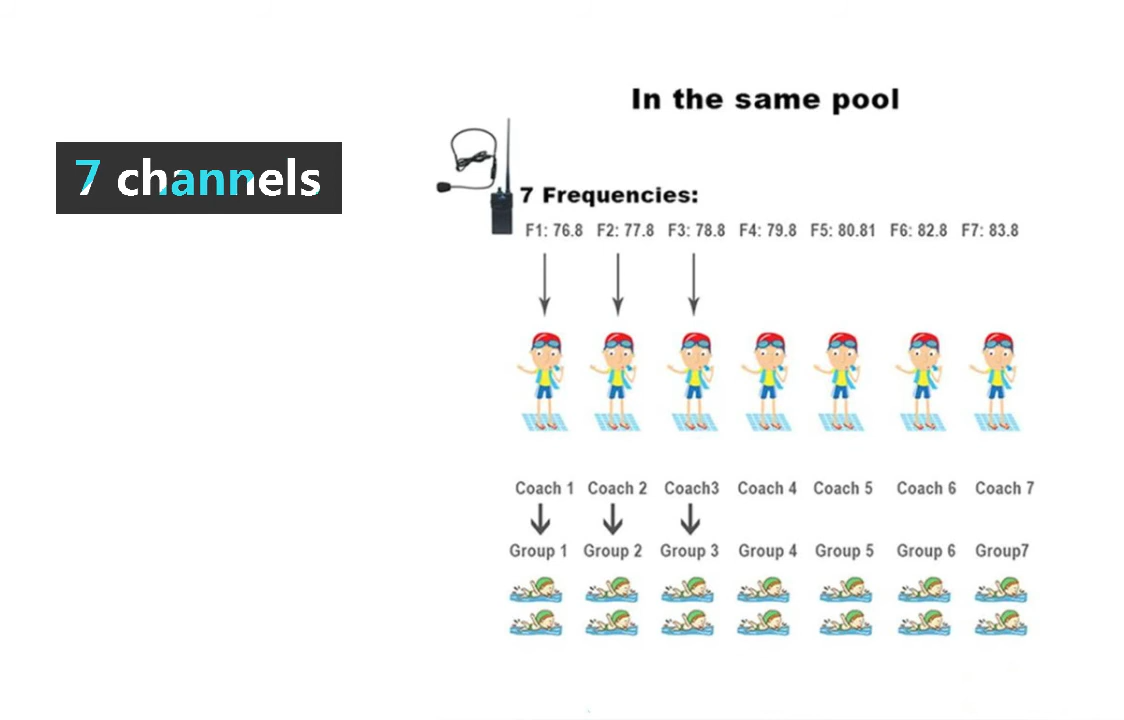 In the same pool
7 channels
7 Frequencies:
F1: 76.8 F2: 77.8 F3: 78.8 F4: 79.8 F5: 80.81 F6: 82.8 F7: 83.8
Coach 1 Coach 2 Coach3 Coach 4 Coach 5 Coach 6 Coach 7
Group 1 Group 2 Group 3 Group 4 Group 5 Group 6 Group7